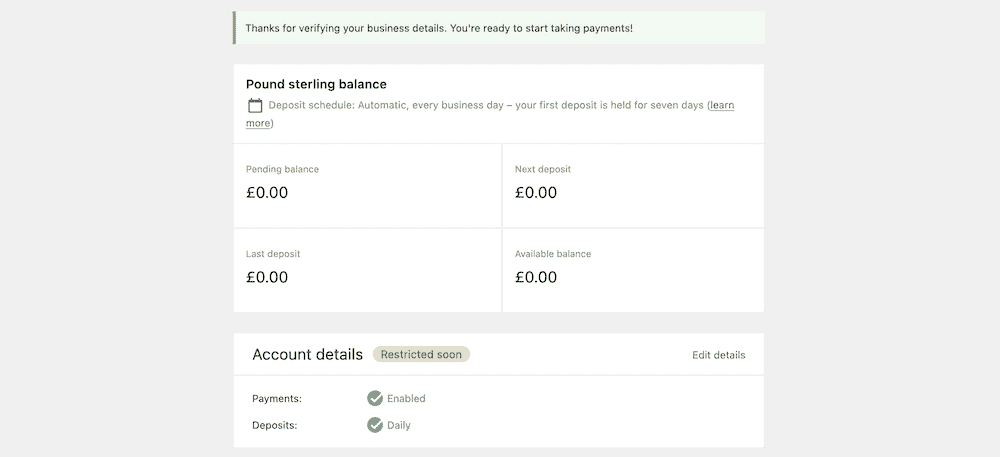 Thanks for verifying your business details. You're ready to start taking payments!
Pound sterling balance
Deposit schedule: Automatic, every business day – your first deposit is held for seven days (learn
more)
Pending balance
£0.00
Next deposit
£0.00
Last deposit
£0.00
Available balance
£0.00
Account details
Restricted soon
Edit details
Payments:
Enabled
Deposits:
Daily